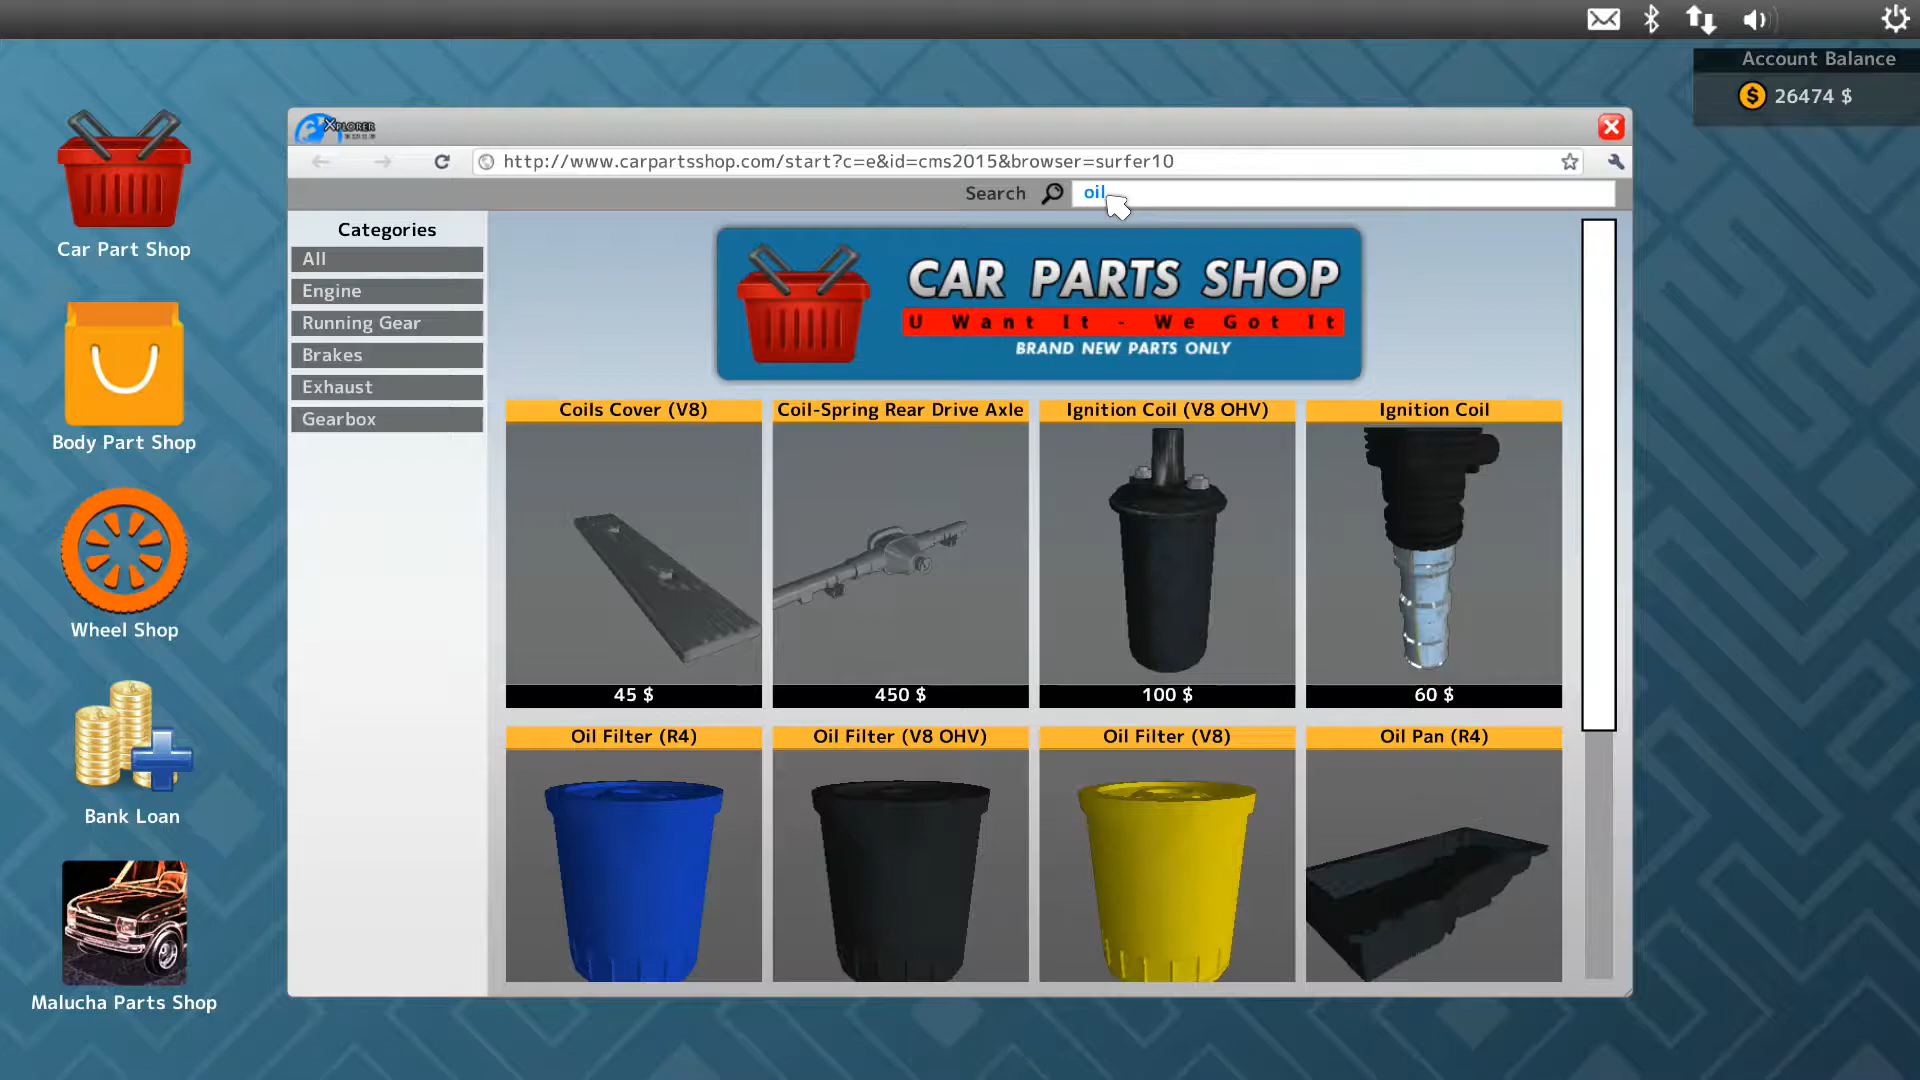 Account Balance
26474 $
Car Part Shop
Body Part Shop
Wheel Shop
Bank Loan
Malucha Parts Shop
XPLORER
http://www.carpartsshop.com/start?c=e&id=cms2015&browser=surfer10
Search
oil
Categories
All
Engine
Running Gear
Brakes
Exhaust
Gearbox
CAR PARTS SHOP
U Want It - We Got It
BRAND NEW PARTS ONLY
Coils Cover (V8)
45 $
Coil-Spring Rear Drive Axle
450 $
Ignition Coil (V8 OHV)
100 $
Ignition Coil
60 $
Oil Filter (R4)
Oil Filter (V8 OHV)
Oil Filter (V8)
Oil Pan (R4)